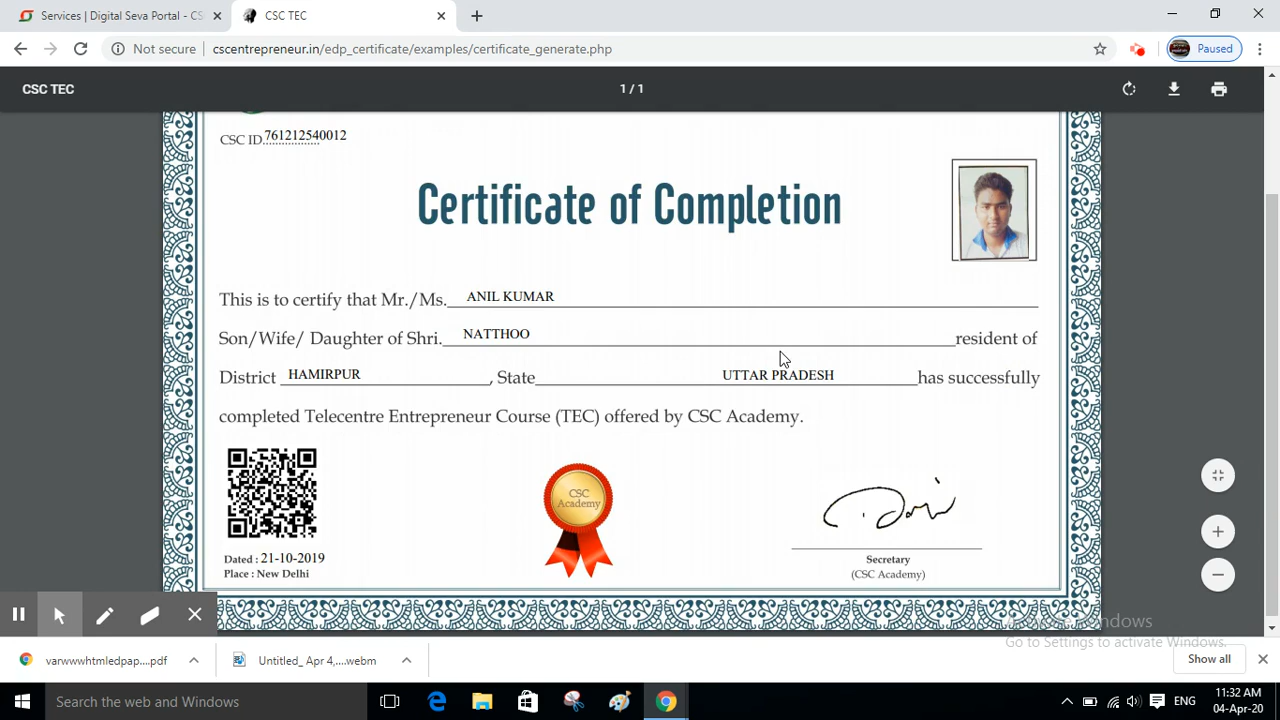 Services | Digital Seva Portal - CS
CSC TEC
Not secure
cscentrepreneur.in/edp_certificate/examples/certificate_generate.php
Paused
CSC TEC
1 / 1
CSC ID 761212540012
Certificate of Completion
This is to certify that Mr./Ms. ANIL KUMAR
Son/Wife/ Daughter of Shri. NATTHOO resident of
District HAMIRPUR, State UTTAR PRADESH has successfully
completed Telecentre Entrepreneur Course (TEC) offered by CSC Academy.
CSC
Academy
Dated : 21-10-2019
Place : New Delhi
Secretary
(CSC Academy)
Activate Windows
Go to Settings to activate Windows.
varwwwhtmledpap....pdf
Untitled_ Apr 4,....webm
Show all
Search the web and Windows
ENG
11:32 AM
04-Apr-20